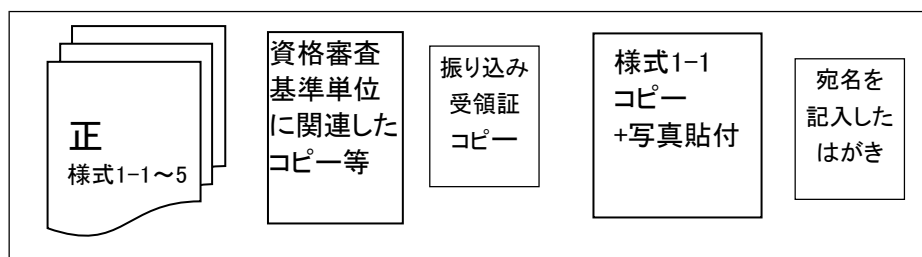 正
様式1-1～5
資格審査
基準単位
に関連した
コピー等
振り込み
受領証
コピー
様式1-1
コピー
+写真貼付
宛名を
記入した
はがき